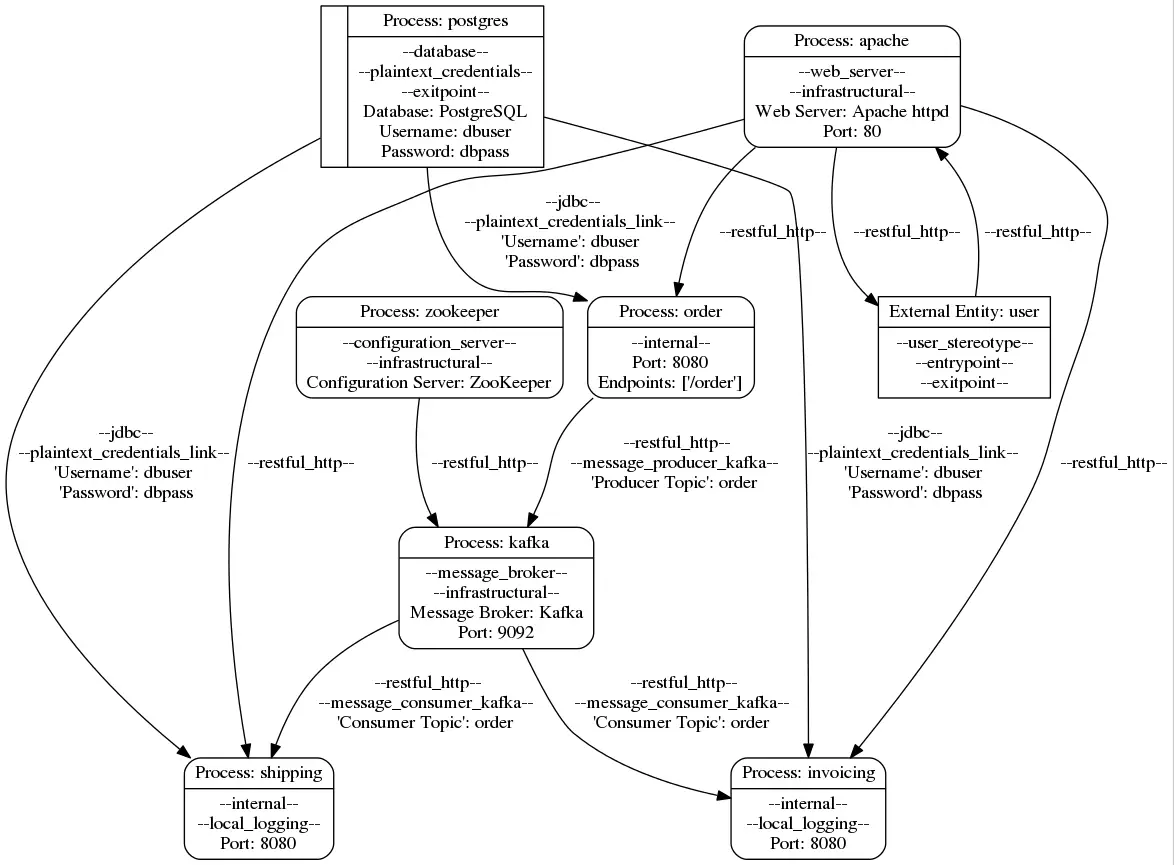 Process: postgres
--database--
--plaintext_credentials--
--exitpoint--
Database: PostgreSQL
Username: dbuser
Password: dbpass
Process: apache
--web_server--
--infrastructural--
Web Server: Apache httpd
Port: 80
--jdbc--
--plaintext_credentials_link--
'Username': dbuser
'Password': dbpass
--restful_http--
--restful_http--
--restful_http--
Process: zookeeper
--configuration_server--
--infrastructural--
Configuration Server: ZooKeeper
Process: order
--internal--
Port: 8080
Endpoints: ['/order']
External Entity: user
--user_stereotype--
--entrypoint--
--exitpoint--
--jdbc--
--plaintext_credentials_link--
'Username': dbuser
'Password': dbpass
--restful_http--
--restful_http--
--restful_http--
--message_producer_kafka--
'Producer Topic': order
--jdbc--
--plaintext_credentials_link--
'Username': dbuser
'Password': dbpass
--restful_http--
Process: kafka
--message_broker--
--infrastructural--
Message Broker: Kafka
Port: 9092
--restful_http--
--message_consumer_kafka--
'Consumer Topic': order
--restful_http--
--message_consumer_kafka--
'Consumer Topic': order
Process: shipping
--internal--
--local_logging--
Port: 8080
Process: invoicing
--internal--
--local_logging--
Port: 8080